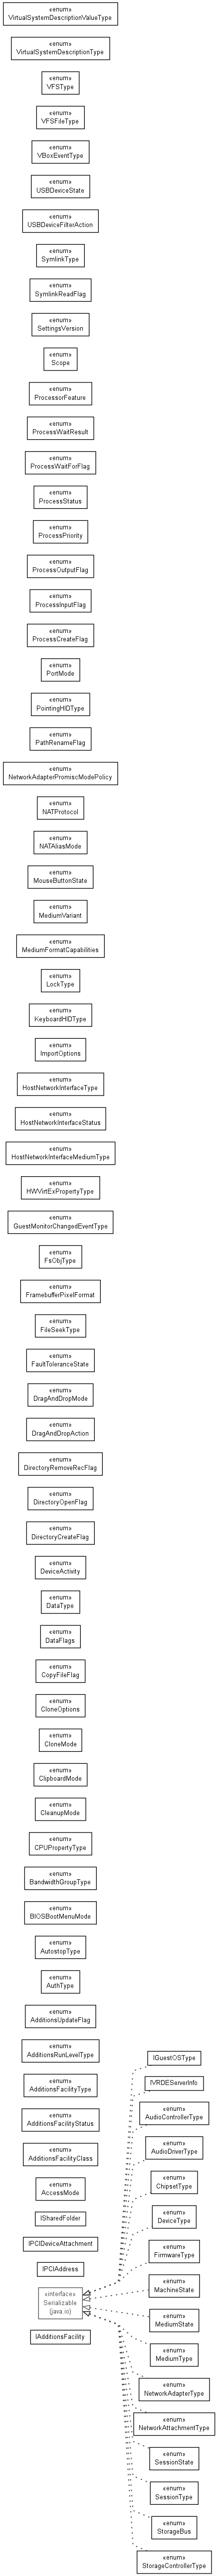 «enum»
VirtualSystemDescriptionValueType
«enum»
VirtualSystemDescriptionType
«enum»
VFSType
«enum»
VFSFileType
«enum»
VBoxEventType
«enum»
USBDeviceState
«enum»
USBDeviceFilterAction
«enum»
SymlinkType
«enum»
SymlinkReadFlag
«enum»
SettingsVersion
«enum»
Scope
«enum»
ProcessorFeature
«enum»
ProcessWaitResult
«enum»
ProcessWaitForFlag
«enum»
ProcessStatus
«enum»
ProcessPriority
«enum»
ProcessOutputFlag
«enum»
ProcessInputFlag
«enum»
ProcessCreateFlag
«enum»
PortMode
«enum»
PointingHIDType
«enum»
PathRenameFlag
«enum»
NetworkAdapterPromiscModePolicy
«enum»
NATProtocol
«enum»
NATAliasMode
«enum»
MouseButtonState
«enum»
MediumVariant
«enum»
MediumFormatCapabilities
«enum»
LockType
«enum»
KeyboardHIDType
«enum»
ImportOptions
«enum»
HostNetworkInterfaceType
«enum»
HostNetworkInterfaceStatus
«enum»
HostNetworkInterfaceMediumType
«enum»
HWVirtExPropertyType
«enum»
GuestMonitorChangedEventType
«enum»
FsObjType
«enum»
FramebufferPixelFormat
«enum»
FileSeekType
«enum»
FaultToleranceState
«enum»
DragAndDropMode
«enum»
DragAndDropAction
«enum»
DirectoryRemoveRecFlag
«enum»
DirectoryOpenFlag
«enum»
DirectoryCreateFlag
«enum»
DeviceActivity
«enum»
DataType
«enum»
DataFlags
«enum»
CopyFileFlag
«enum»
CloneOptions
«enum»
CloneMode
«enum»
ClipboardMode
«enum»
CleanupMode
«enum»
CPUPropertyType
«enum»
BandwidthGroupType
«enum»
BIOSBootMenuMode
«enum»
AutostopType
«enum»
AuthType
«enum»
AdditionsUpdateFlag
«enum»
AdditionsRunLevelType
«enum»
AdditionsFacilityType
«enum»
AdditionsFacilityStatus
«enum»
AdditionsFacilityClass
«enum»
AccessMode
ISharedFolder
IPCIDeviceAttachment
IPCIAddress
«interface»
Serializable
(java.io)
IAdditionsFacility
«enum»
IGuestOSType
«enum»
IVRDEServerInfo
«enum»
AudioControllerType
«enum»
AudioDriverType
«enum»
ChipsetType
«enum»
DeviceType
«enum»
FirmwareType
«enum»
MachineState
«enum»
MediumState
«enum»
MediumType
«enum»
NetworkAdapterType
«enum»
NetworkAttachmentType
«enum»
SessionState
«enum»
SessionType
«enum»
StorageBus
«enum»
StorageControllerType